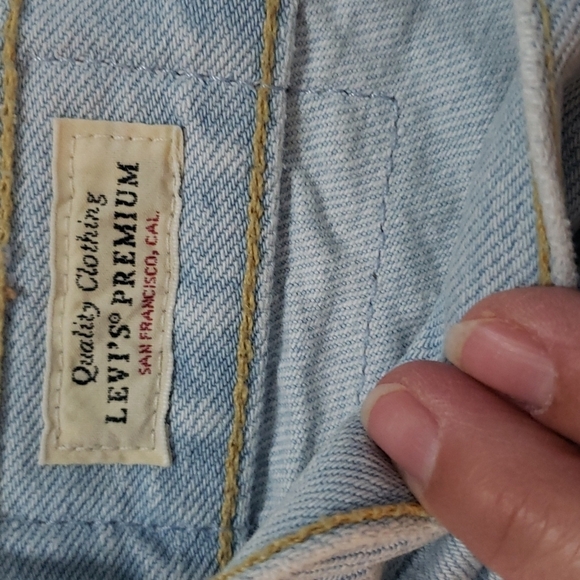 Quality Clothing
LEVI'S® PREMIUM
SAN FRANCISCO, CAL.